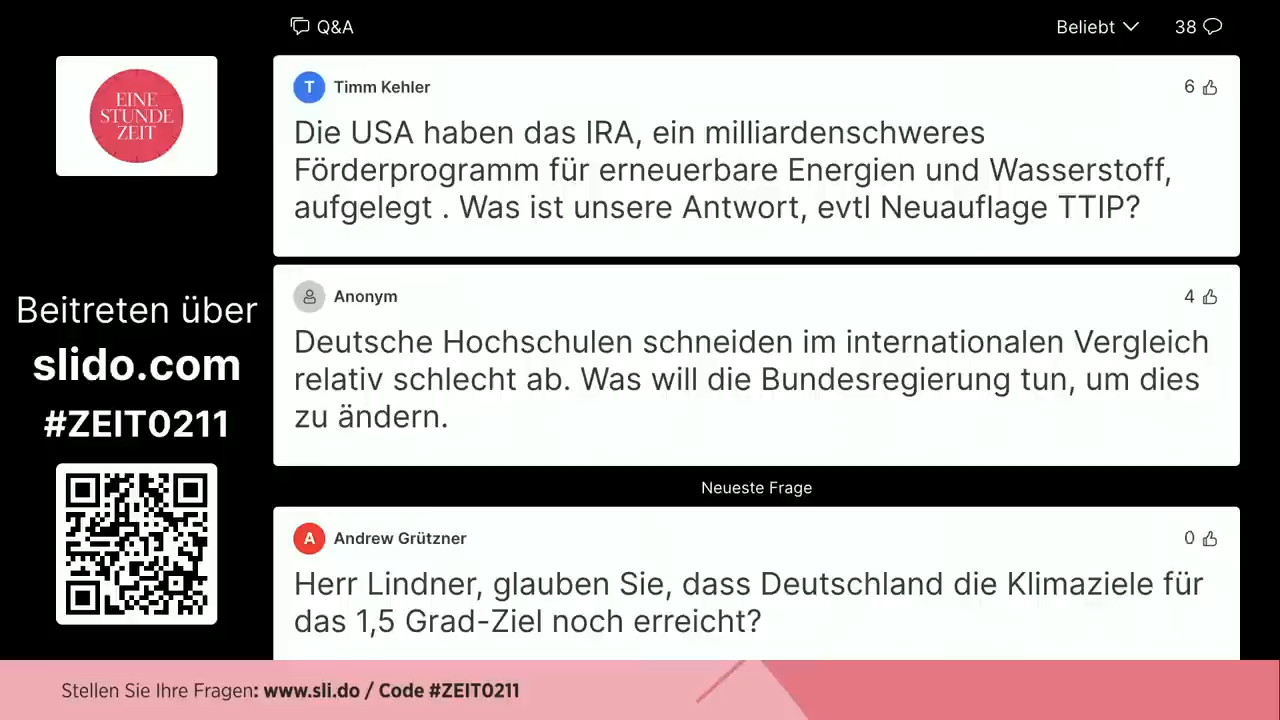 Q&A
Beliebt
38
EINE
STUNDE
ZEIT
Timm Kehler
6
Die USA haben das IRA, ein milliardenschweres
Förderprogramm für erneuerbare Energien und Wasserstoff,
aufgelegt . Was ist unsere Antwort, evtl Neuauflage TTIP?
Beitreten über
slido.com
#ZEIT0211
Anonym
4
Deutsche Hochschulen schneiden im internationalen Vergleich
relativ schlecht ab. Was will die Bundesregierung tun, um dies
zu ändern.
Neueste Frage
A
Andrew Grützner
0
Herr Lindner, glauben Sie, dass Deutschland die Klimaziele für
das 1,5 Grad-Ziel noch erreicht?
Stellen Sie Ihre Fragen: www.sli.do / Code #ZEIT0211